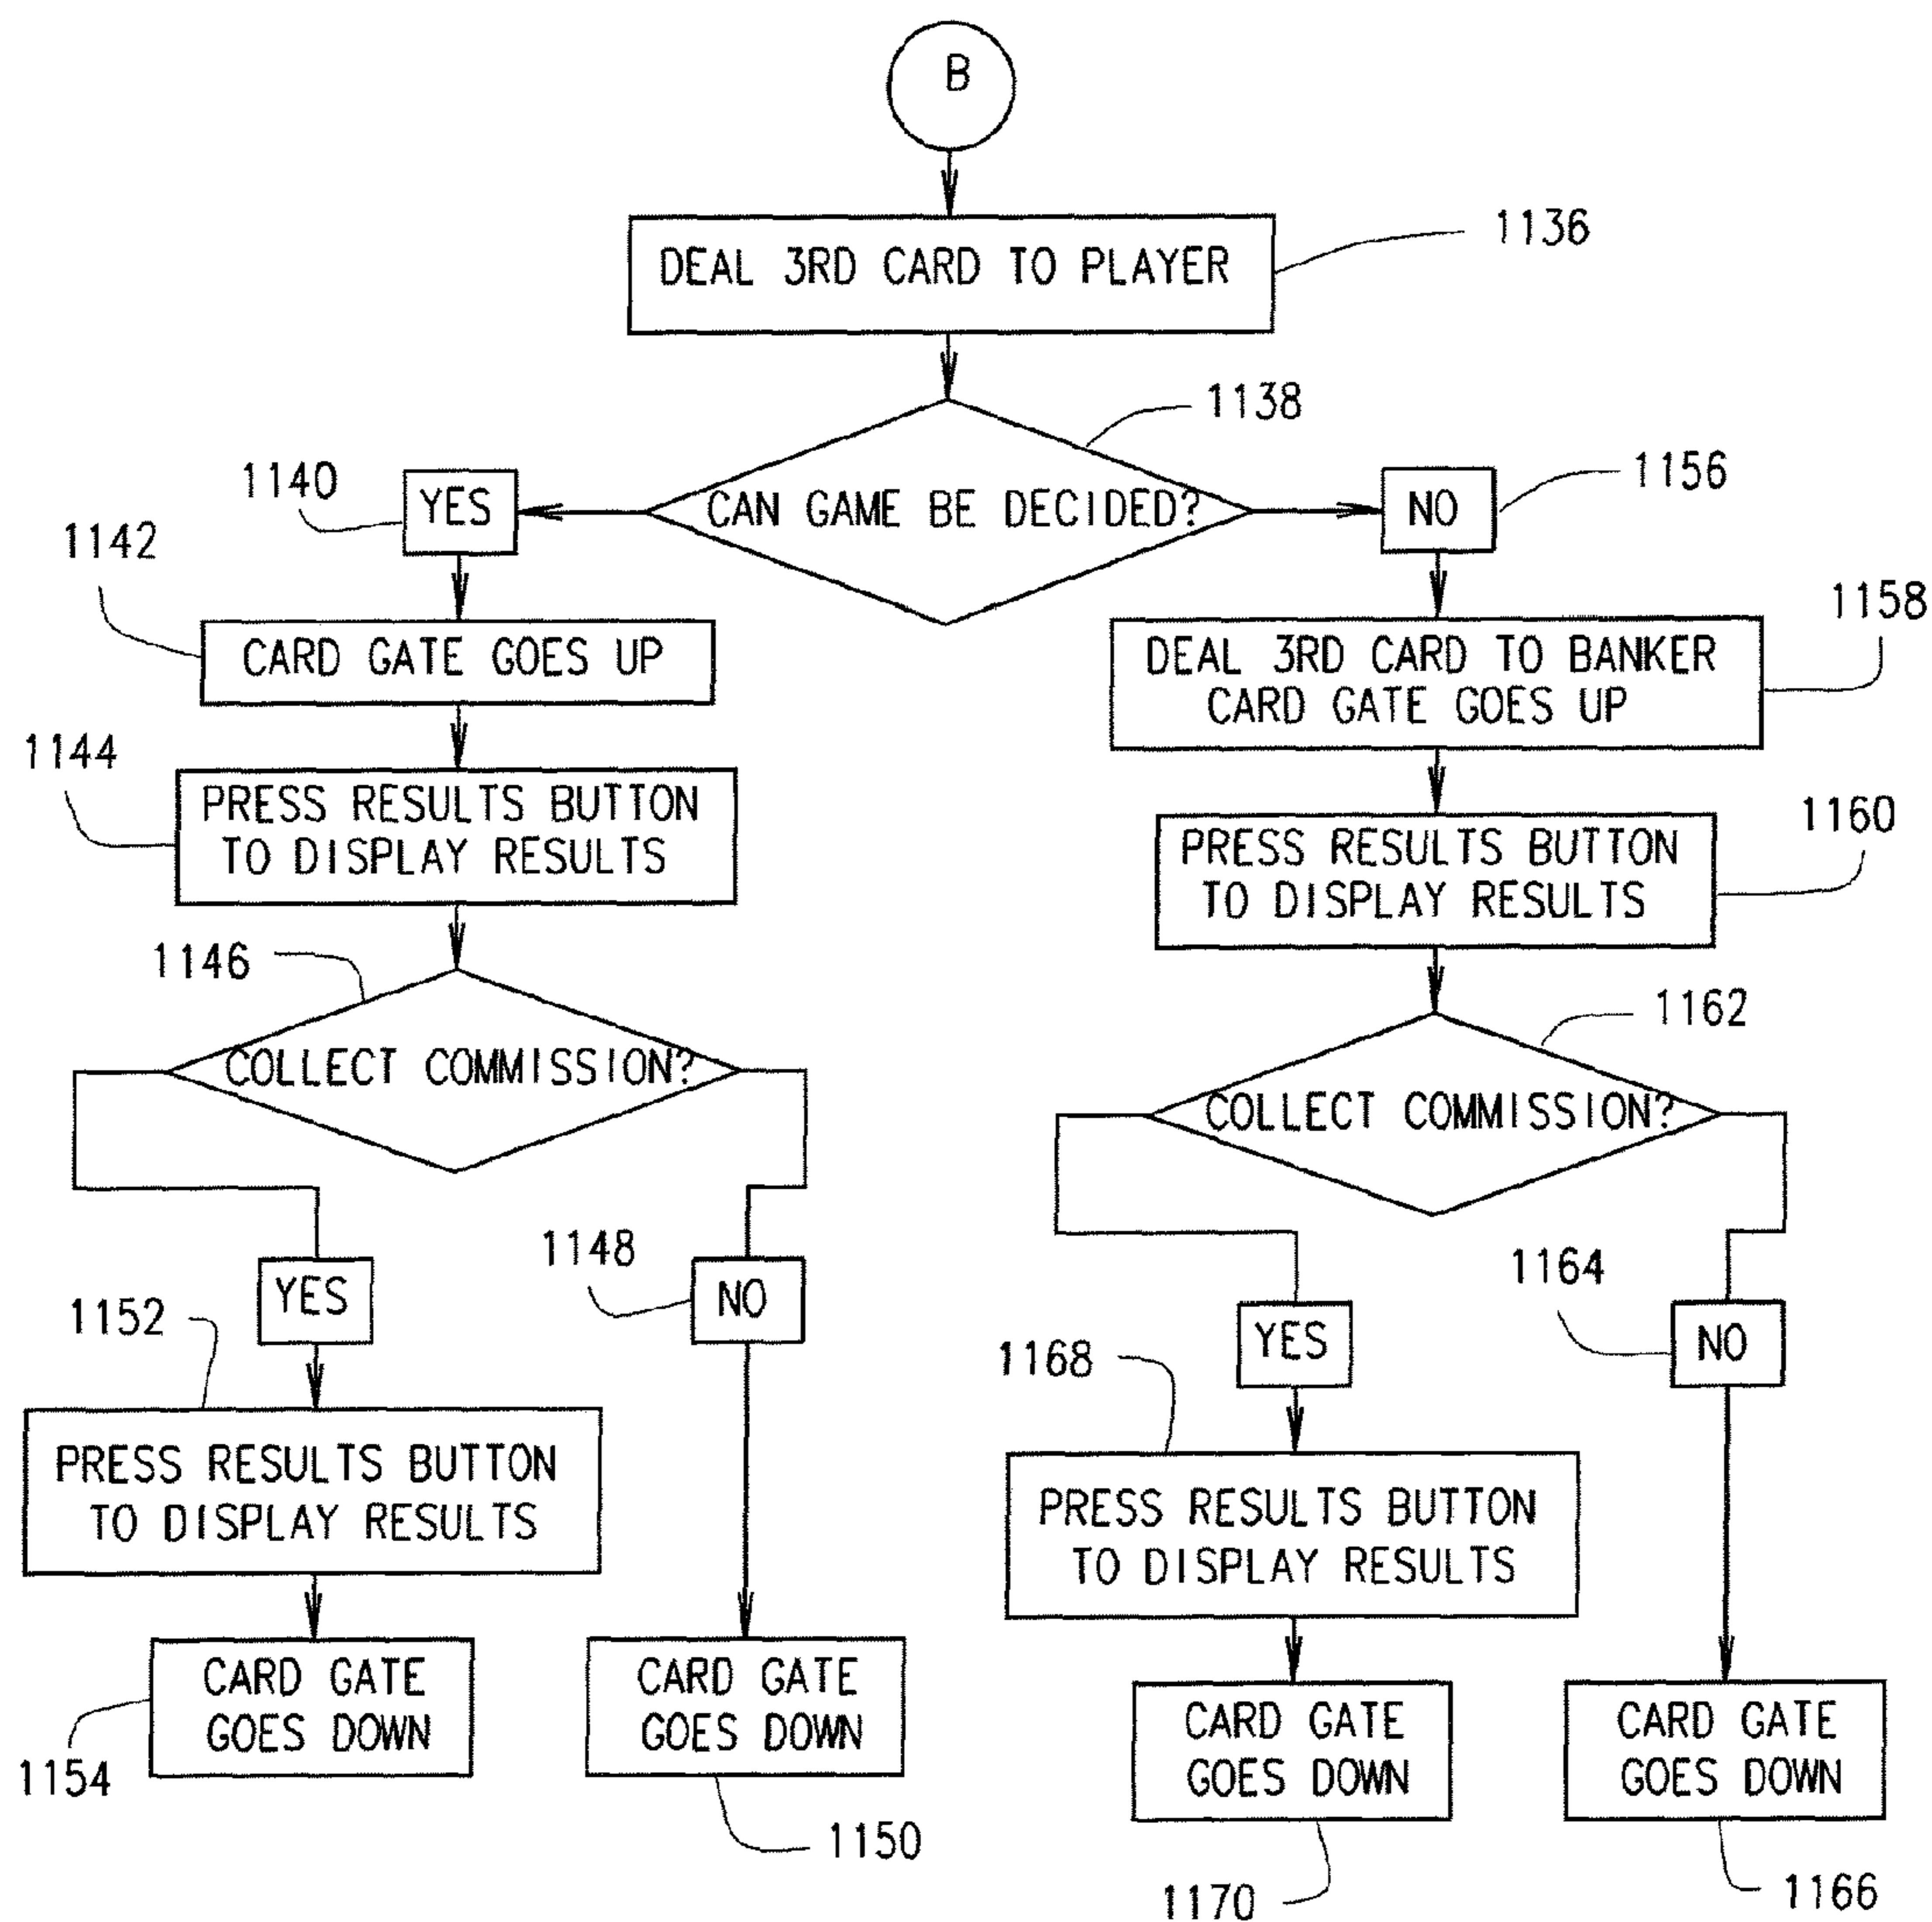 B
DEAL 3RD CARD TO PLAYER
1136
1138
CAN GAME BE DECIDED?
1140
YES
NO
1156
1142
CARD GATE GOES UP
1158
DEAL 3RD CARD TO BANKER
CARD GATE GOES UP
1144
PRESS RESULTS BUTTON
TO DISPLAY RESULTS
1160
PRESS RESULTS BUTTON
TO DISPLAY RESULTS
1146
COLLECT COMMISSION?
1162
COLLECT COMMISSION?
YES
1148
NO
1164
YES
NO
1152
PRESS RESULTS BUTTON
TO DISPLAY RESULTS
1168
PRESS RESULTS BUTTON
TO DISPLAY RESULTS
CARD GATE
GOES DOWN
1154
CARD GATE
GOES DOWN
1150
CARD GATE
GOES DOWN
1170
CARD GATE
GOES DOWN
1166